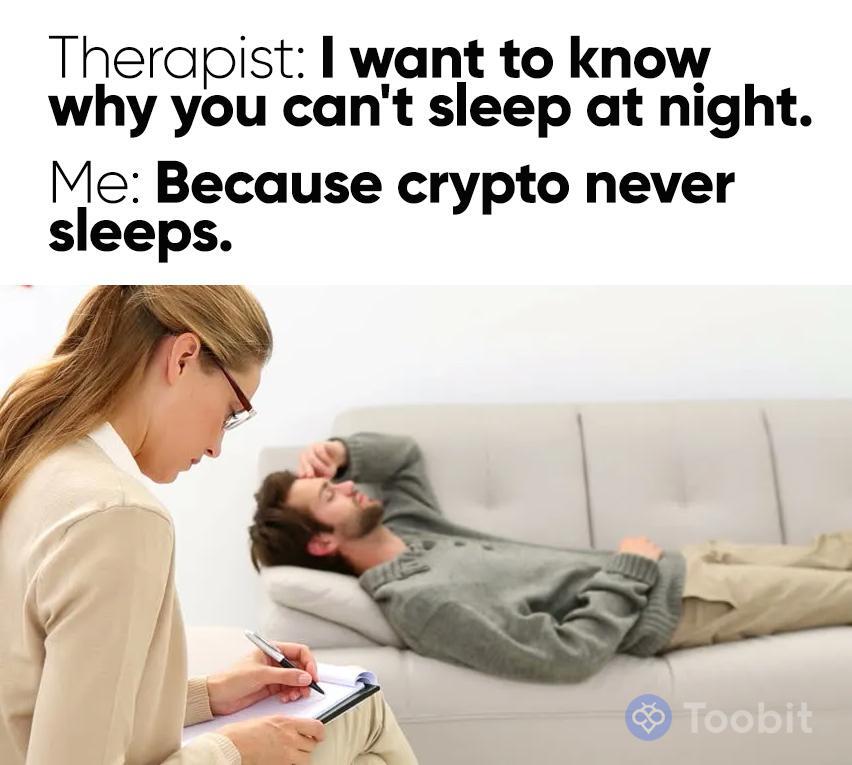 Therapist: I want to know
why you can't sleep at night.
Me: Because crypto never
sleeps.
Toobit